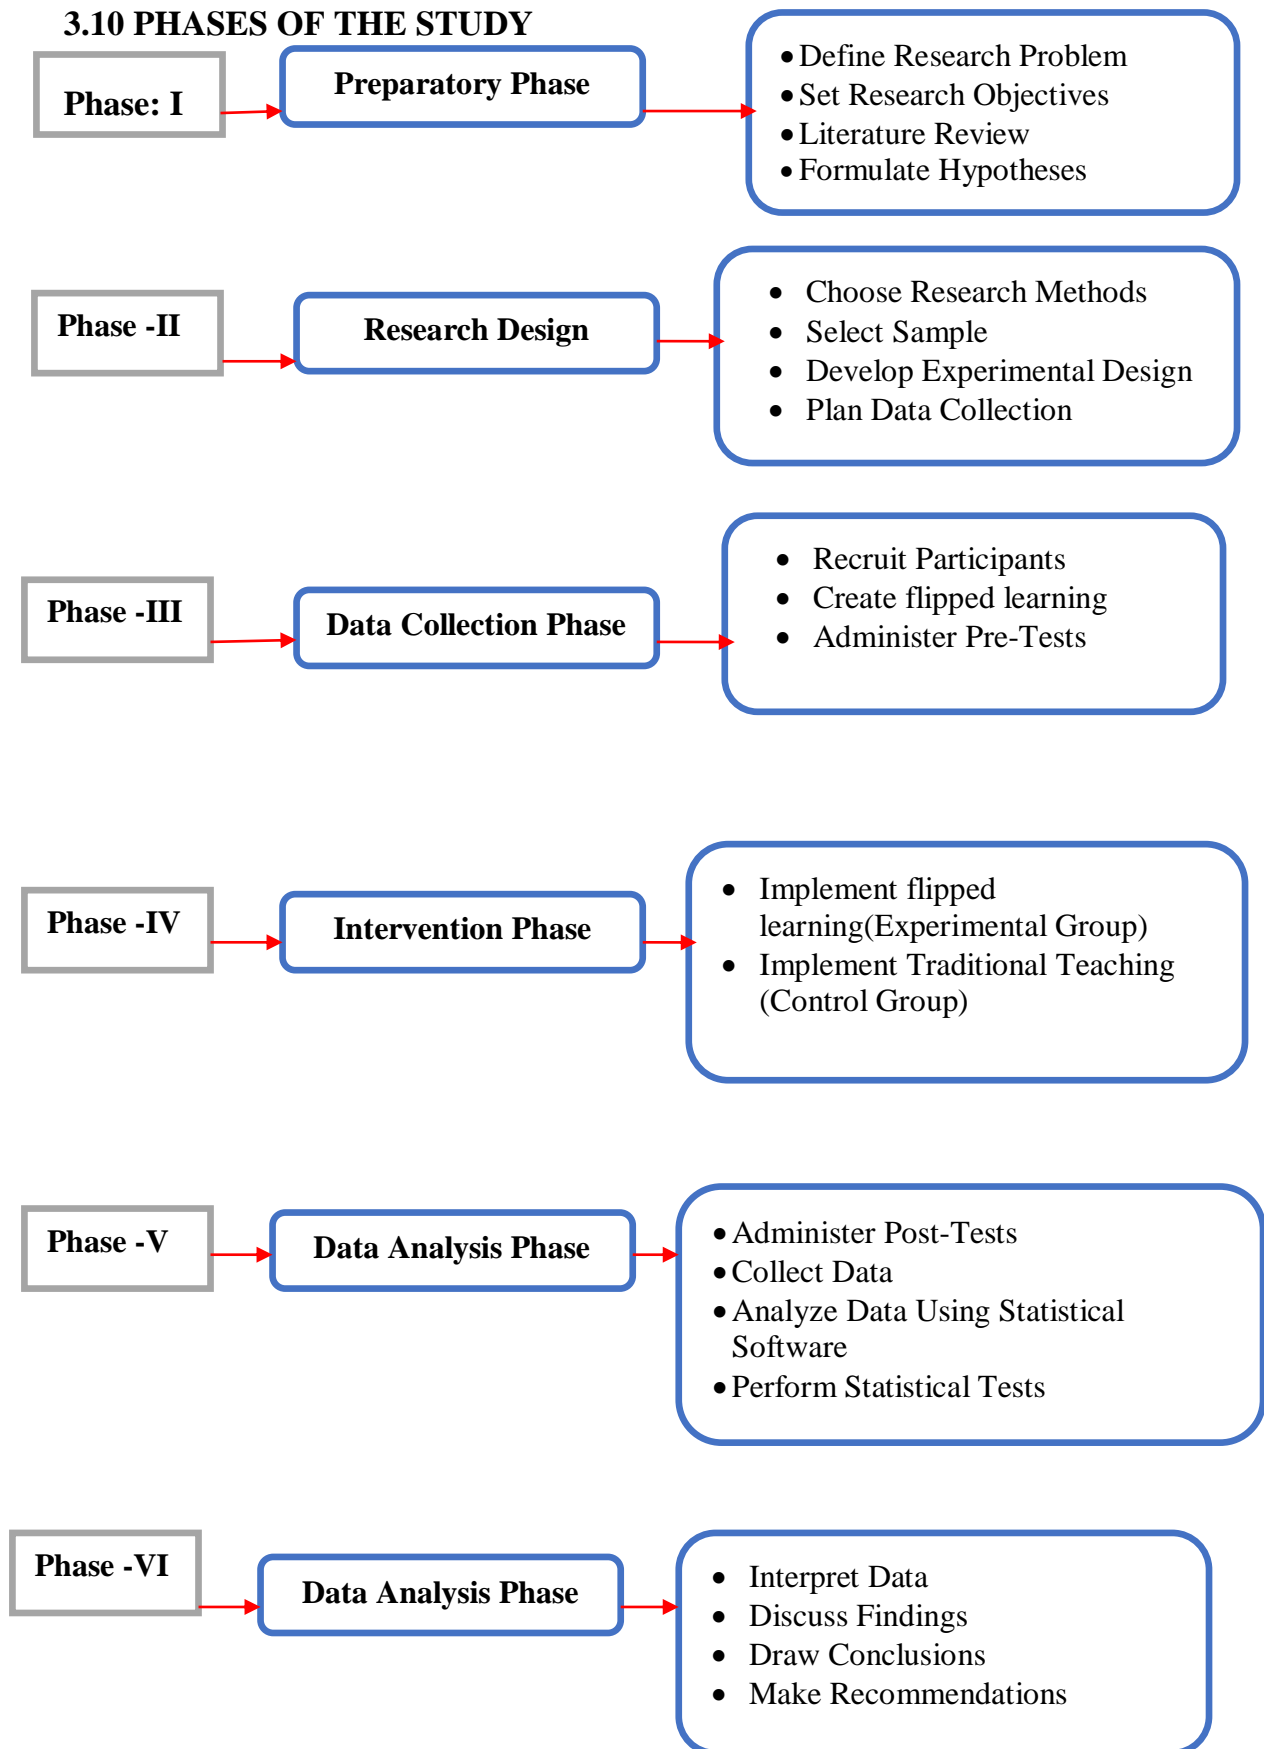 3.10 PHASES OF THE STUDY
Phase: I
Preparatory Phase
• Define Research Problem
• Set Research Objectives
• Literature Review
• Formulate Hypotheses
Phase -II
Research Design
• Choose Research Methods
• Select Sample
• Develop Experimental Design
• Plan Data Collection
Phase -III
Data Collection Phase
• Recruit Participants
• Create flipped learning
• Administer Pre-Tests
Phase -IV
Intervention Phase
• Implement flipped
learning(Experimental Group)
• Implement Traditional Teaching
(Control Group)
Phase -V
Data Analysis Phase
• Administer Post-Tests
• Collect Data
• Analyze Data Using Statistical
Software
• Perform Statistical Tests
Phase -VI
Data Analysis Phase
• Interpret Data
• Discuss Findings
• Draw Conclusions
• Make Recommendations